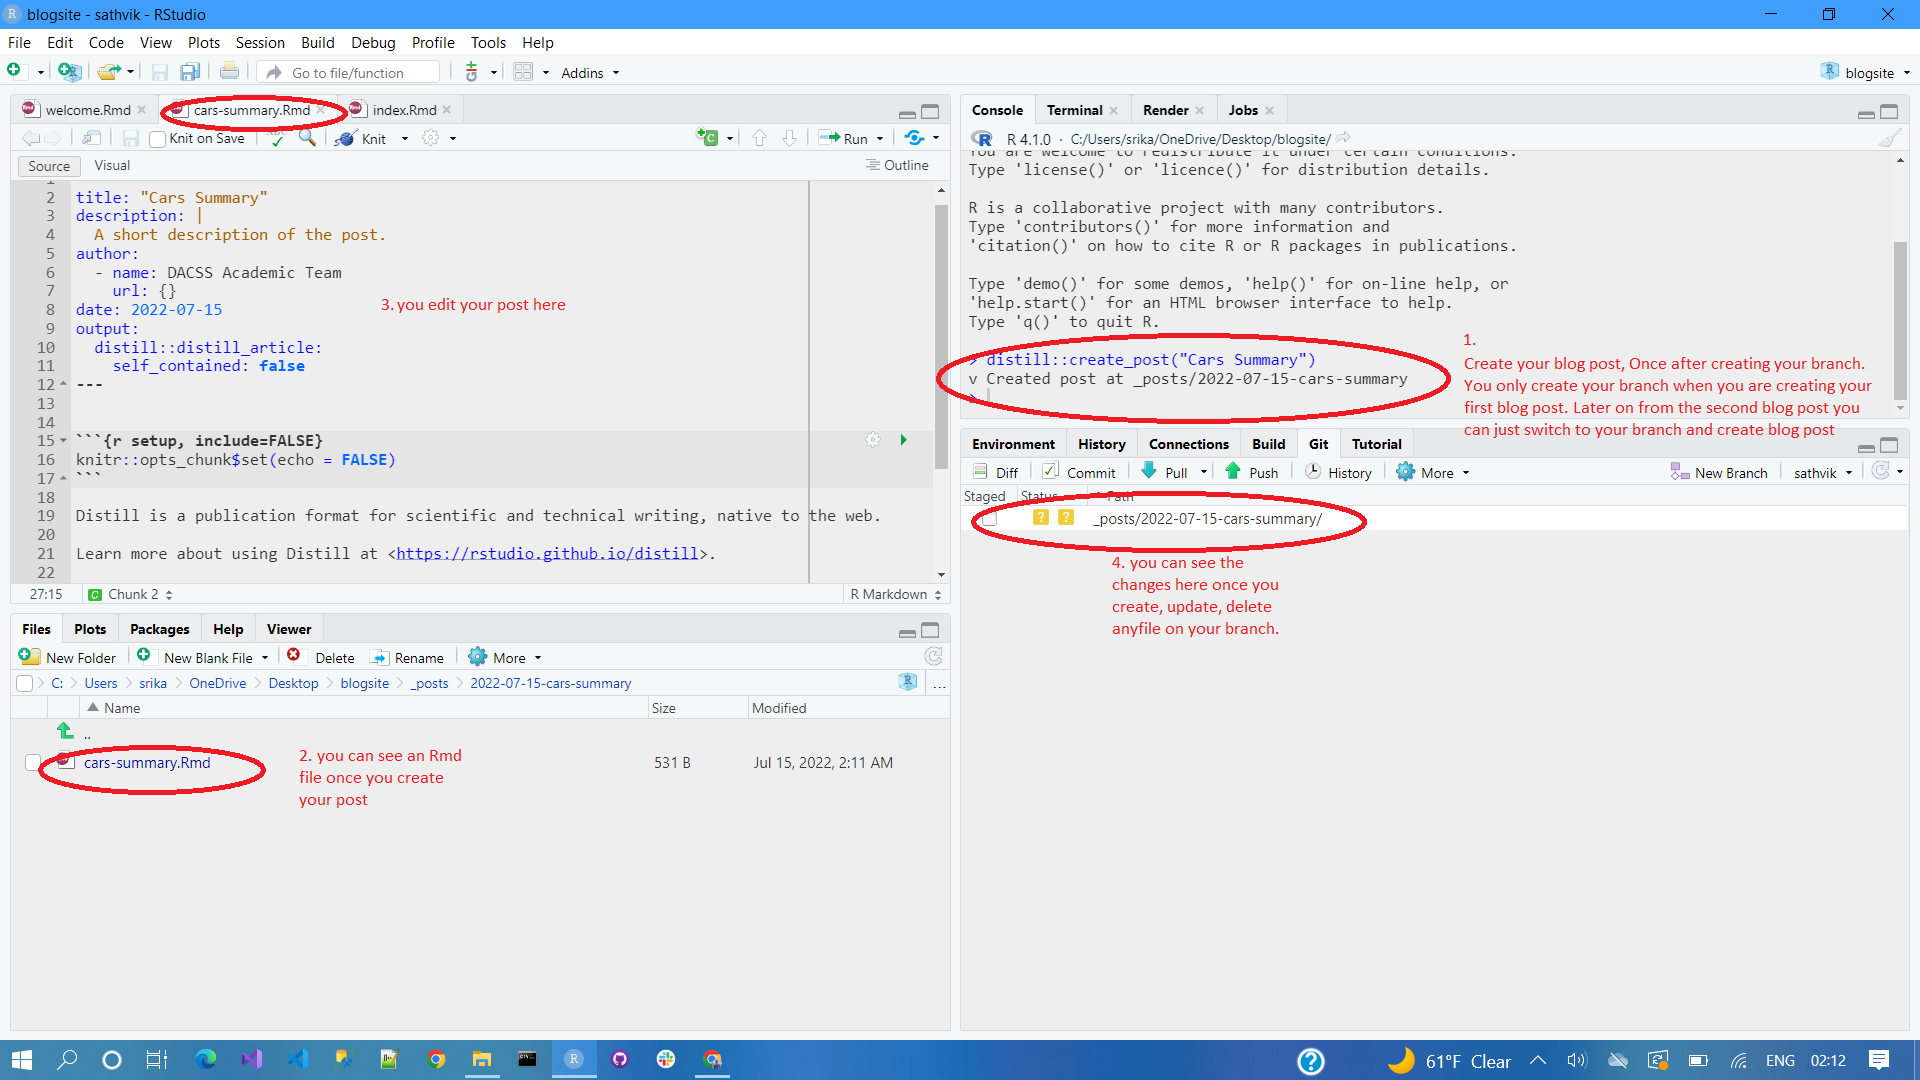 blogsite - sathvik - RStudio
File Edit Code View Plots Session Build Debug Profile Tools Help
Go to file/function Addins blogsite
welcome.Rmd cars-summary.Rmd index.Rmd
Knit on Save ABC Knit Run
Source Visual Outline
1
2 title: "Cars Summary"
3 description: |
4 A short description of the post.
5 author:
6 - name: DACSS Academic Team
7 url: {}
8 date: 2022-07-15
9 output:
10 distill::distill_article:
11 self_contained: false
12 ---
13
14
15 ```{r setup, include=FALSE}
16 knitr::opts_chunk$set(echo = FALSE)
17 ```
18
19 Distill is a publication format for scientific and technical writing, native to the web.
20
21 Learn more about using Distill at <https://rstudio.github.io/distill>.
22
3. you edit your post here
27:15 Chunk 2 R Markdown
Files Plots Packages Help Viewer
New Folder New Blank File Delete Rename More
C: Users srika OneDrive Desktop blogsite _posts 2022-07-15-cars-summary ...
Name Size Modified
..
cars-summary.Rmd 531 B Jul 15, 2022, 2:11 AM
2. you can see an Rmd
file once you create
your post
Console Terminal Render Jobs
R 4.1.0 · C:/Users/srika/OneDrive/Desktop/blogsite/
You are welcome to redistribute it under certain conditions.
Type 'license()' or 'licence()' for distribution details.
R is a collaborative project with many contributors.
Type 'contributors()' for more information and
'citation()' on how to cite R or R packages in publications.
Type 'demo()' for some demos, 'help()' for on-line help, or
'help.start()' for an HTML browser interface to help.
Type 'q()' to quit R.
> distill::create_post("Cars Summary")
v Created post at _posts/2022-07-15-cars-summary
>
1.
Create your blog post, Once after creating your branch.
You only create your branch when you are creating your
first blog post. Later on from the second blog post you
can just switch to your branch and create blog post
Environment History Connections Build Git Tutorial
Diff Commit Pull Push History More New Branch sathvik
Staged Status Path
? ? _posts/2022-07-15-cars-summary/
4. you can see the
changes here once you
create, update, delete
anyfile on your branch.
61°F Clear ENG 02:12